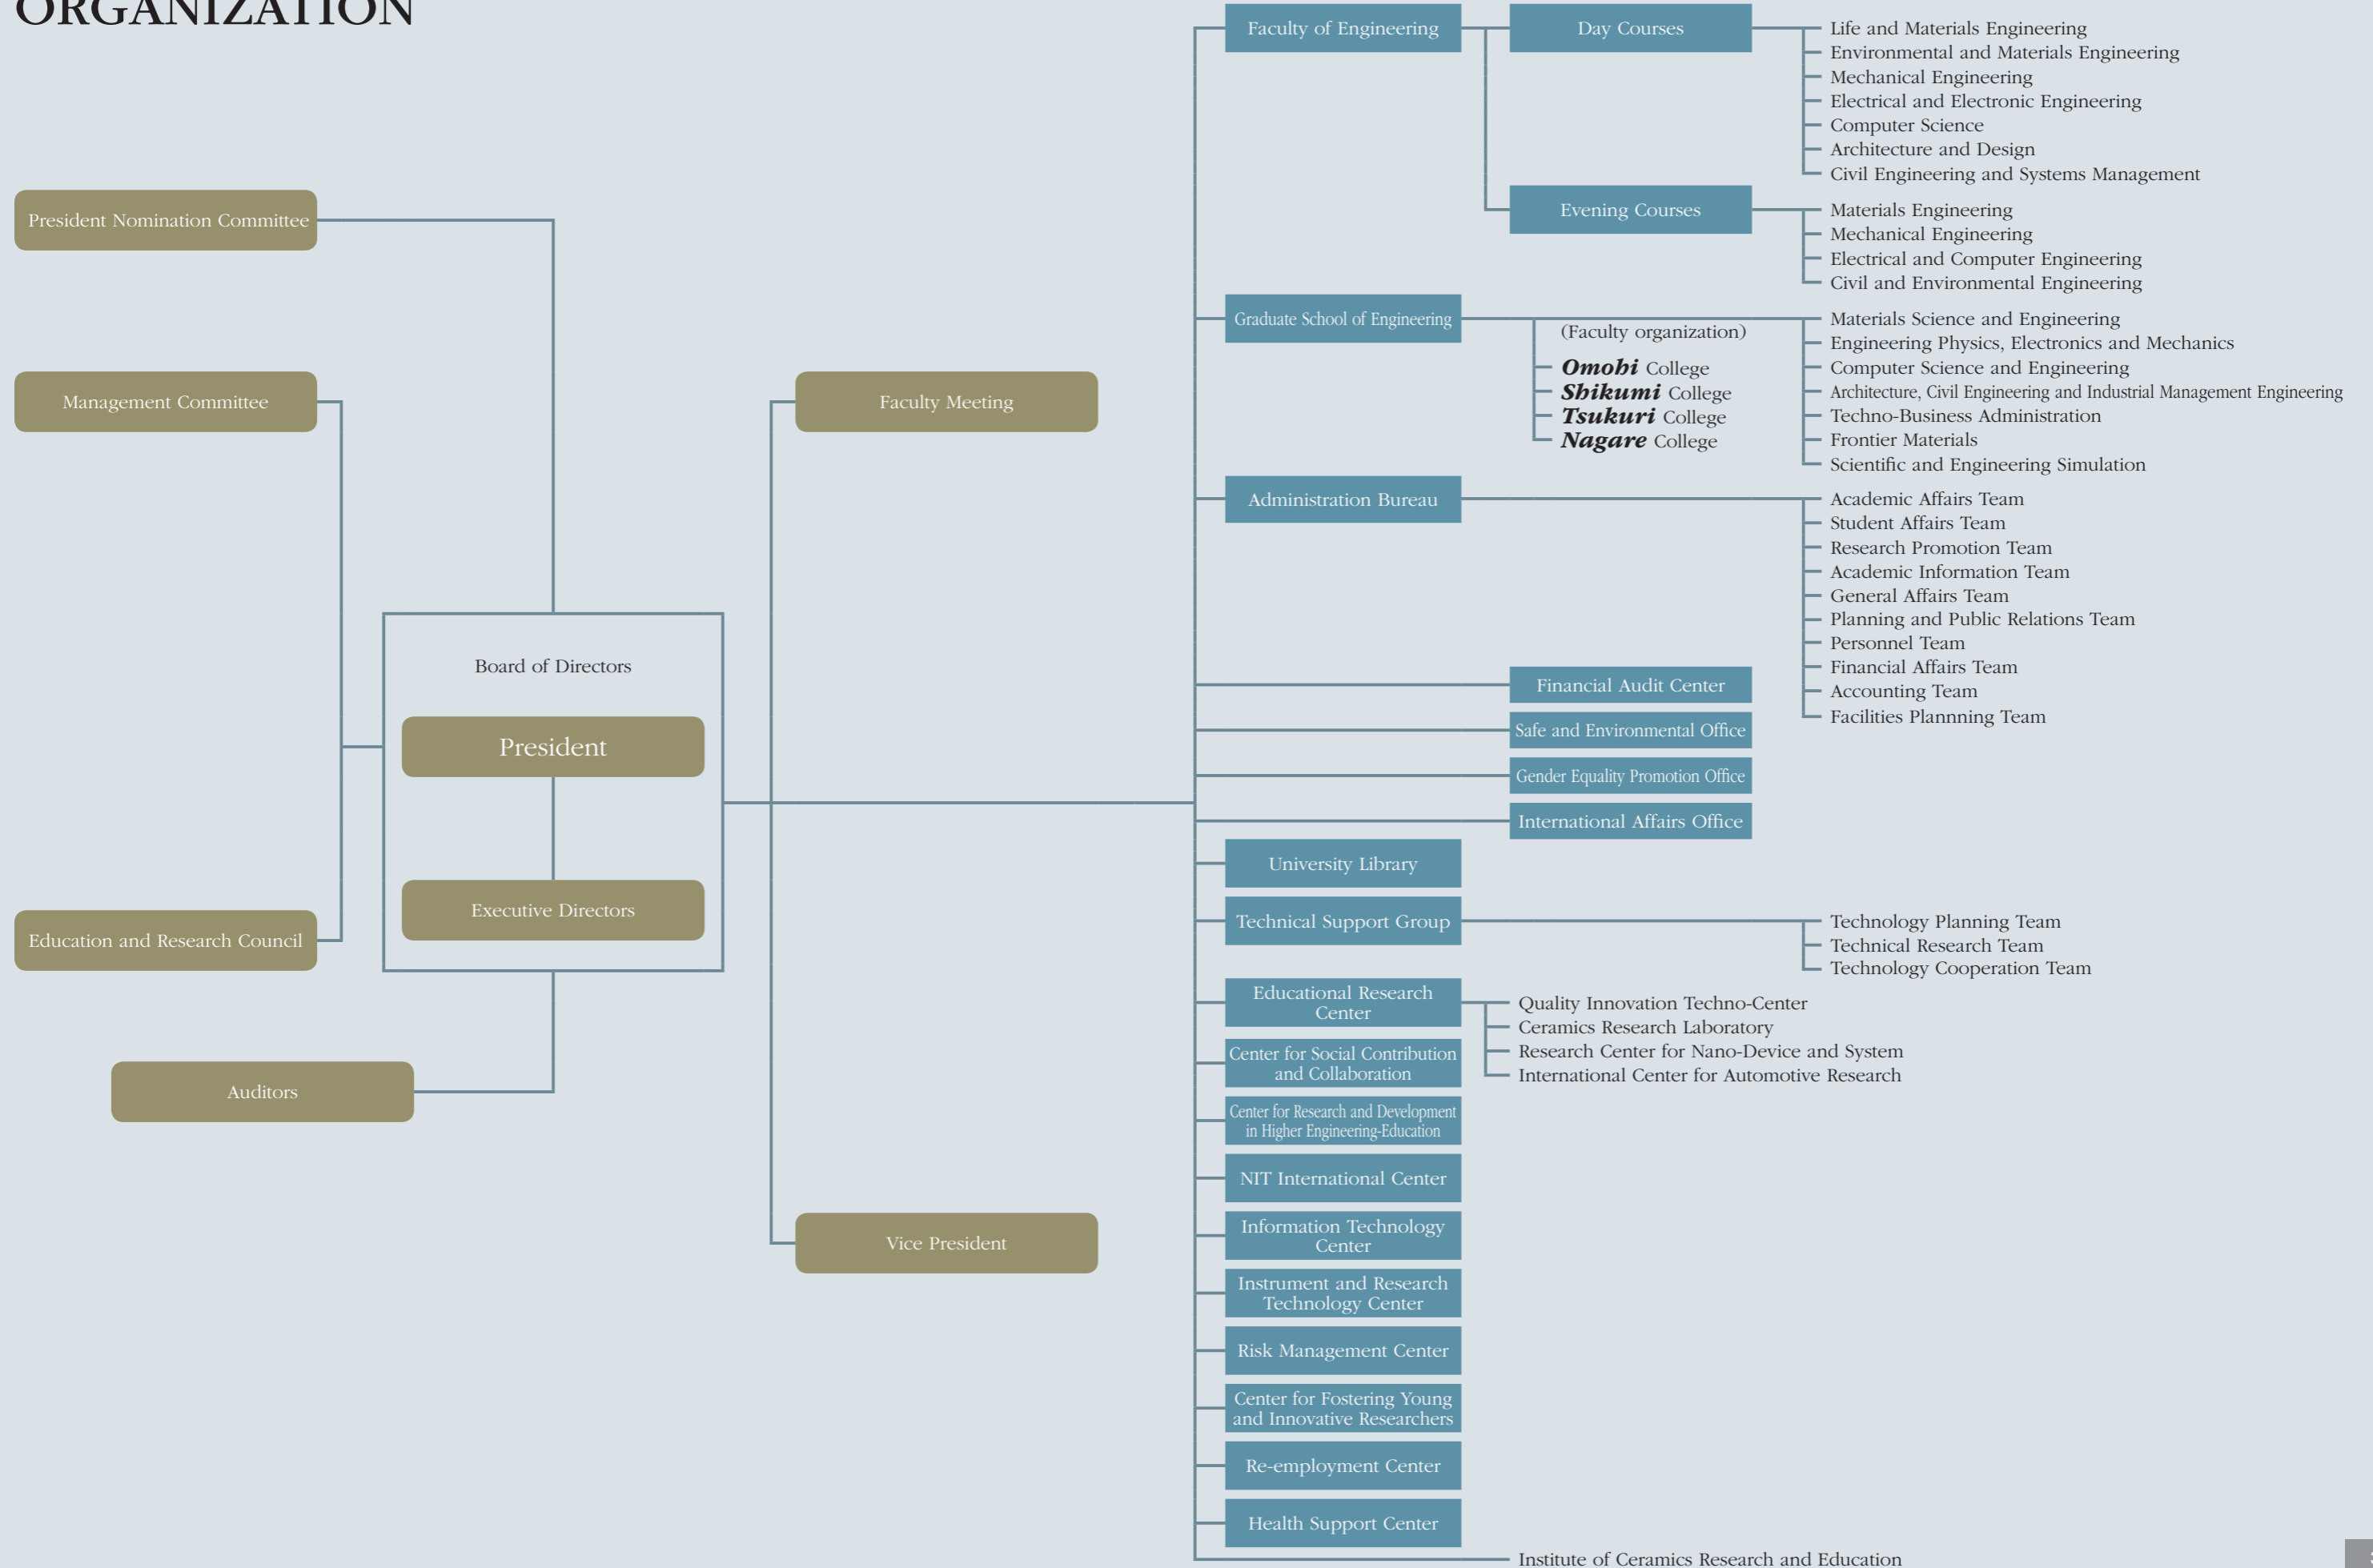 ORGANIZATION
President Nomination Committee
Management Committee
Board of Directors
President
Executive Directors
Education and Research Council
Auditors
Faculty Meeting
Vice President
Faculty of Engineering
Day Courses
Life and Materials Engineering
Environmental and Materials Engineering
Mechanical Engineering
Electrical and Electronic Engineering
Computer Science
Architecture and Design
Civil Engineering and Systems Management
Evening Courses
Materials Engineering
Mechanical Engineering
Electrical and Computer Engineering
Civil and Environmental Engineering
Graduate School of Engineering
(Faculty organization)
Omohi College
Shikumi College
Tsukuri College
Nagare College
Materials Science and Engineering
Engineering Physics, Electronics and Mechanics
Computer Science and Engineering
Architecture, Civil Engineering and Industrial Management Engineering
Techno-Business Administration
Frontier Materials
Scientific and Engineering Simulation
Administration Bureau
Academic Affairs Team
Student Affairs Team
Research Promotion Team
Academic Information Team
General Affairs Team
Planning and Public Relations Team
Personnel Team
Financial Affairs Team
Accounting Team
Facilities Plannning Team
Financial Audit Center
Safe and Environmental Office
Gender Equality Promotion Office
International Affairs Office
University Library
Technical Support Group
Technology Planning Team
Technical Research Team
Technology Cooperation Team
Educational Research
Center
Quality Innovation Techno-Center
Ceramics Research Laboratory
Research Center for Nano-Device and System
International Center for Automotive Research
Center for Social Contribution
and Collaboration
Center for Research and Development
in Higher Engineering-Education
NIT International Center
Information Technology
Center
Instrument and Research
Technology Center
Risk Management Center
Center for Fostering Young
and Innovative Researchers
Re-employment Center
Health Support Center
Institute of Ceramics Research and Education